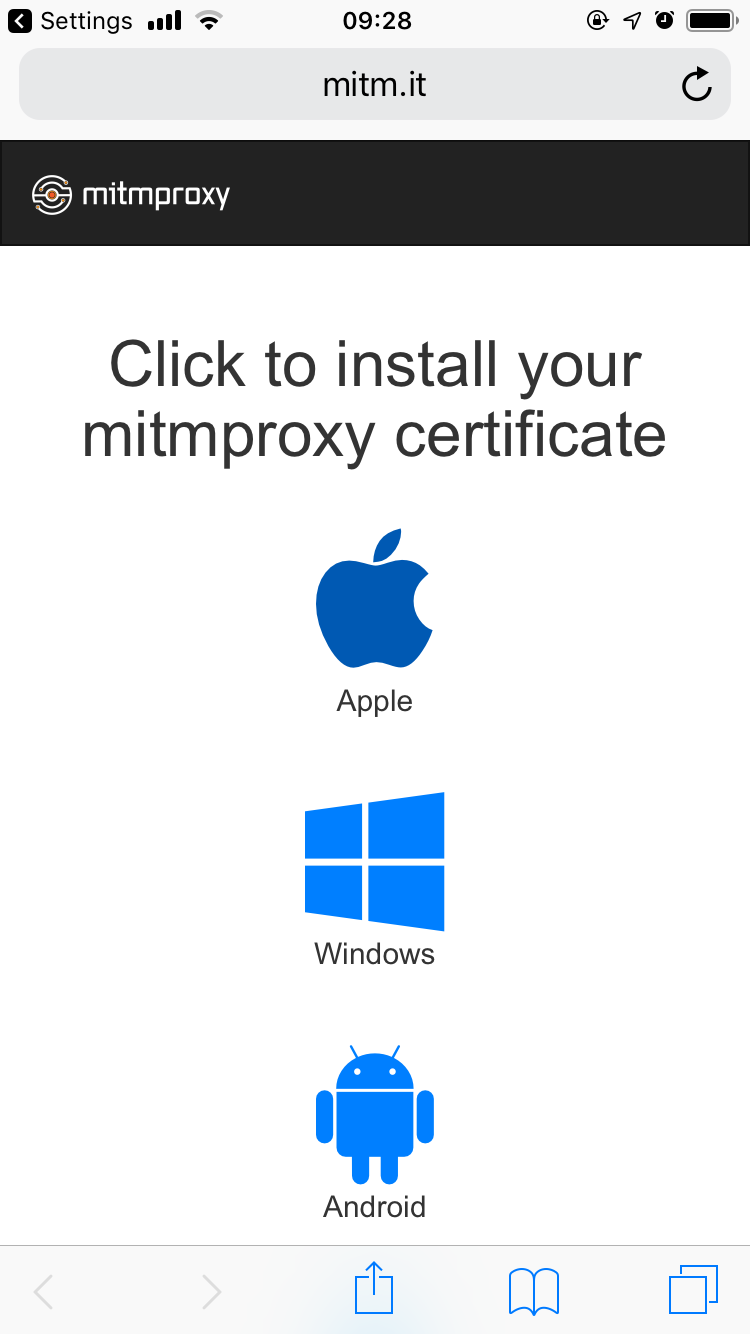 Settings 09:28
mitm.it
mitmproxy
Click to install your
mitmproxy certificate
Apple
Windows
Android